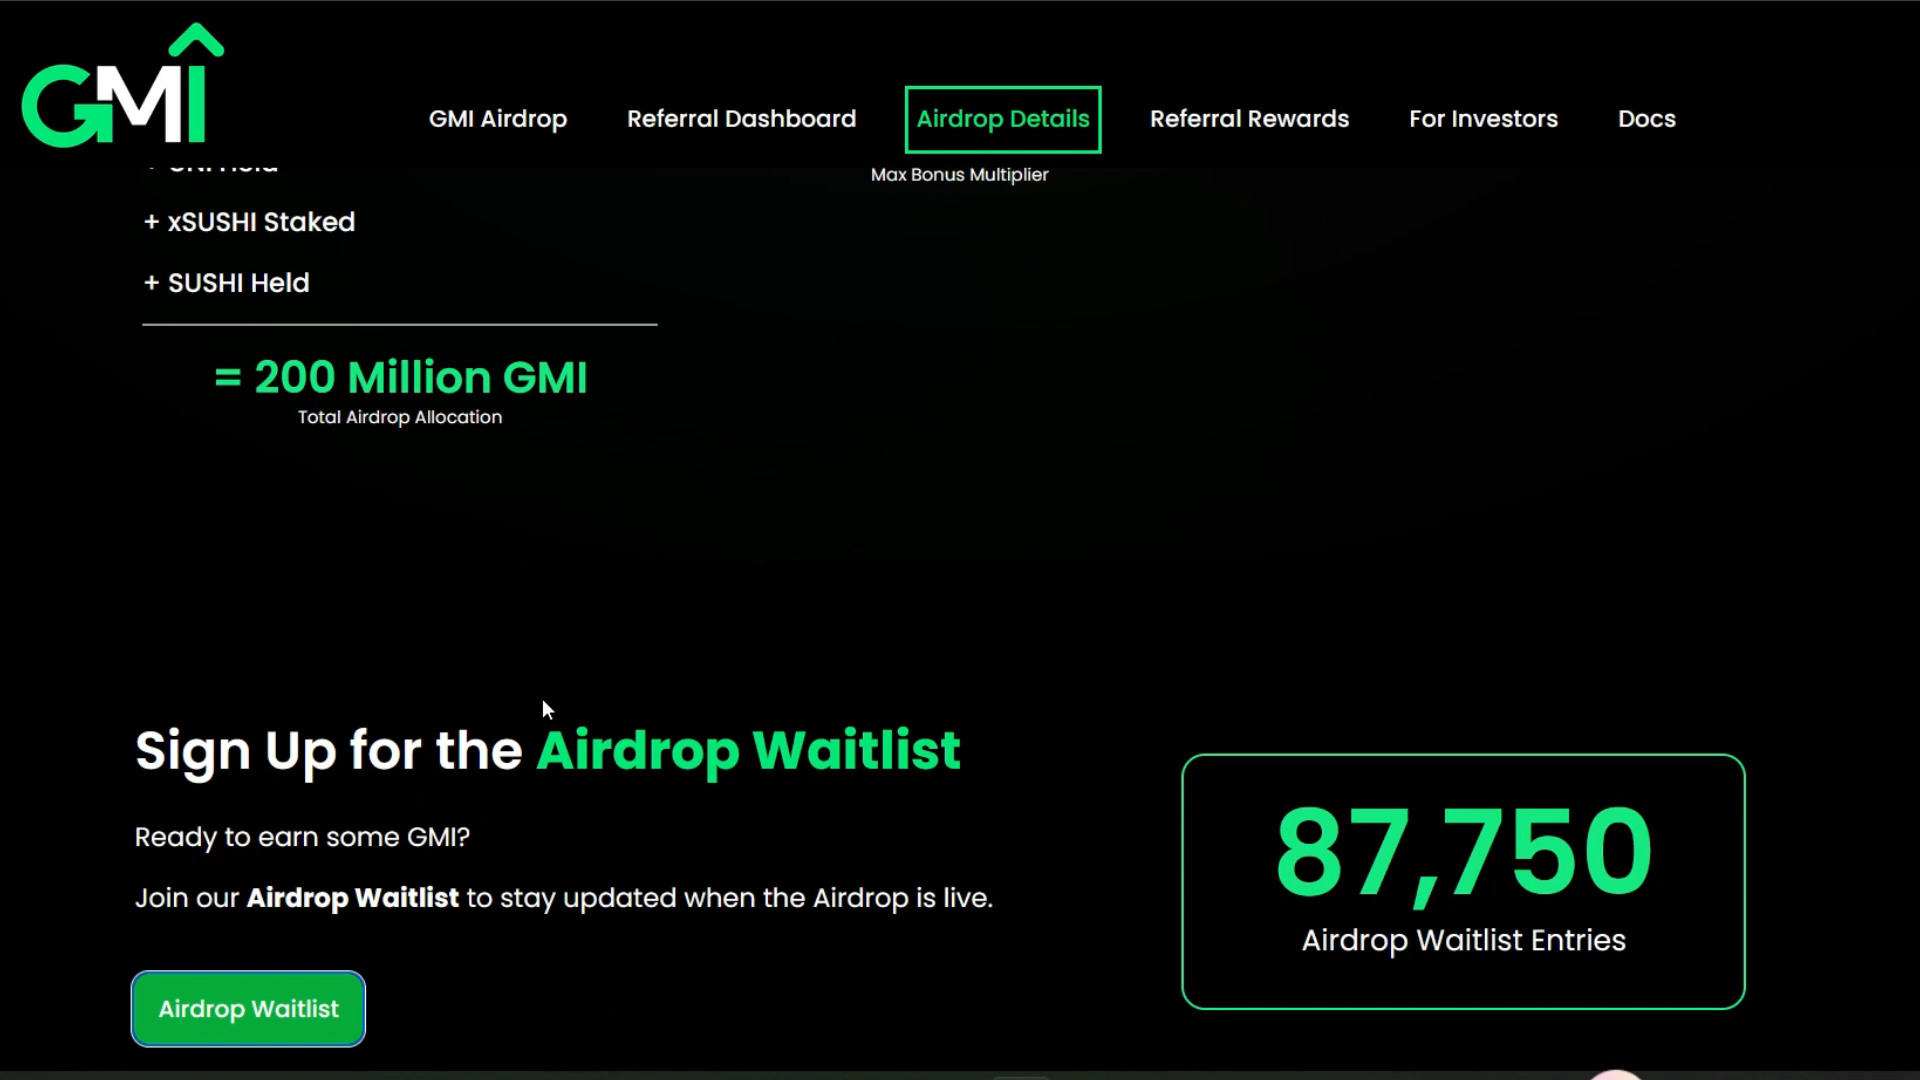 GMI
GMI Airdrop
Referral Dashboard
Airdrop Details
Referral Rewards
For Investors
Docs
Max Bonus Multiplier
+ xSUSHI Staked
+ SUSHI Held
= 200 Million GMI
Total Airdrop Allocation
Sign Up for the Airdrop Waitlist
Ready to earn some GMI?
Join our Airdrop Waitlist to stay updated when the Airdrop is live.
Airdrop Waitlist
87,750
Airdrop Waitlist Entries